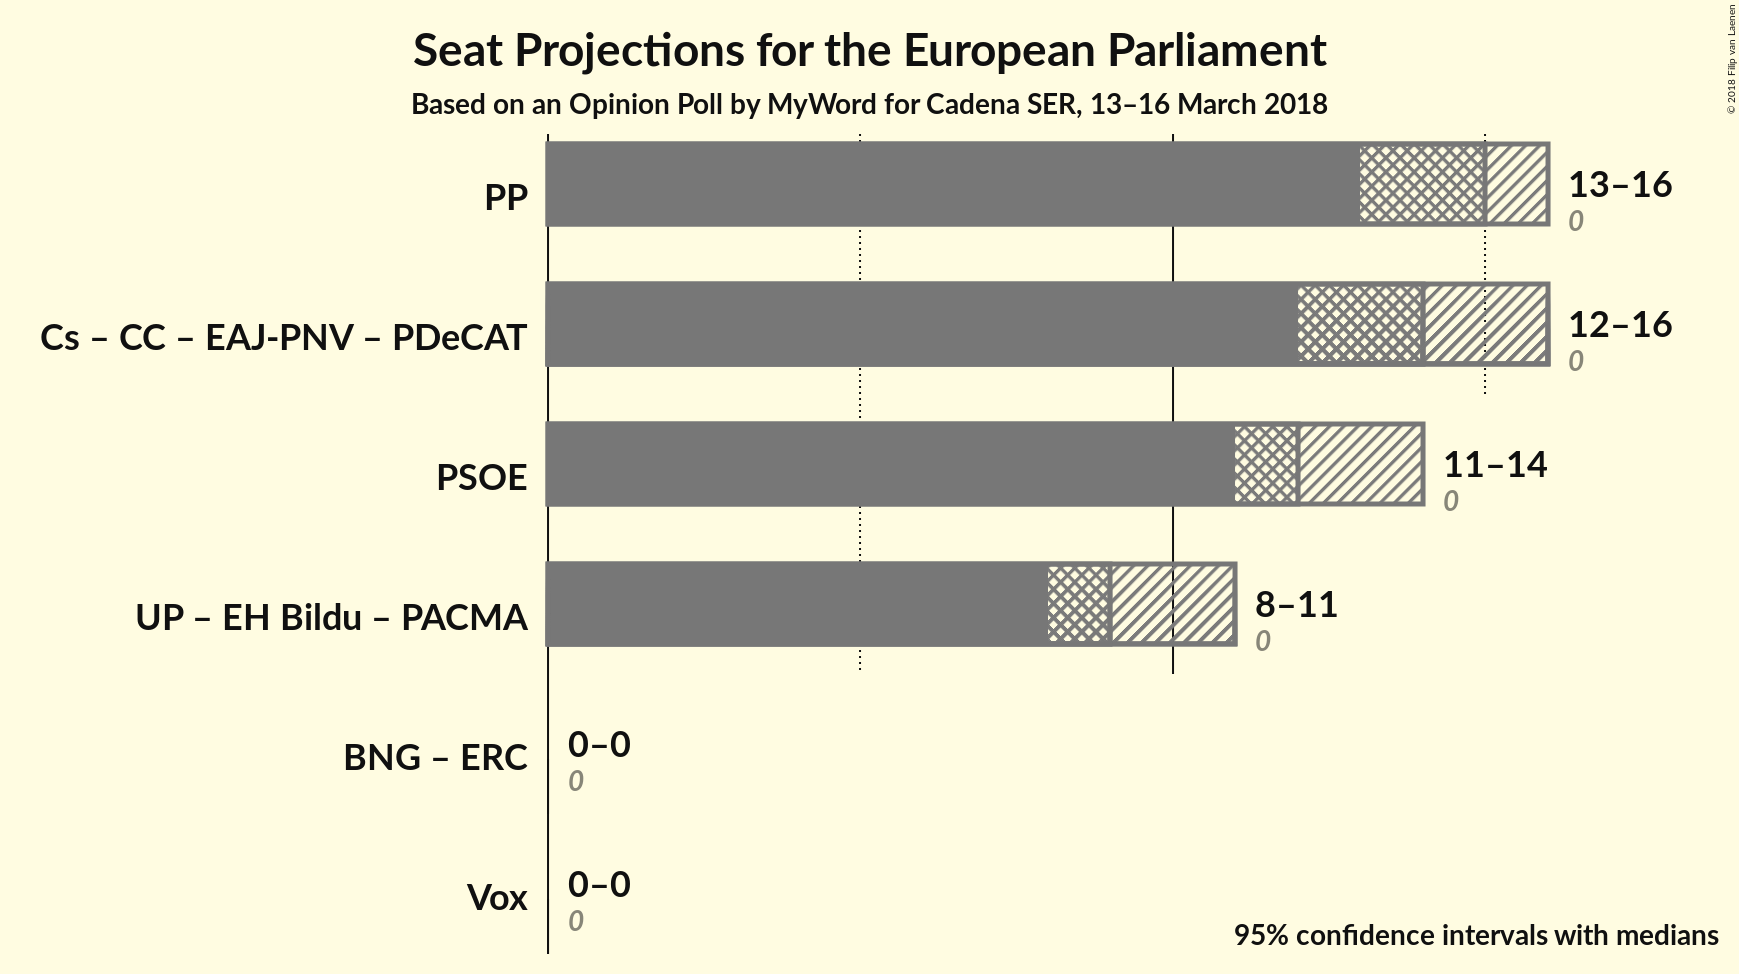 Seat Projections for the European Parliament
Based on an Opinion Poll by MyWord for Cadena SER, 13–16 March 2018
© 2018 Filip van Laenen
PP
13–16
0
Cs – CC – EAJ-PNV – PDeCAT
12–16
0
PSOE
11–14
0
UP – EH Bildu – PACMA
8–11
0
BNG – ERC
0–0
0
Vox
0–0
0
95% confidence intervals with medians